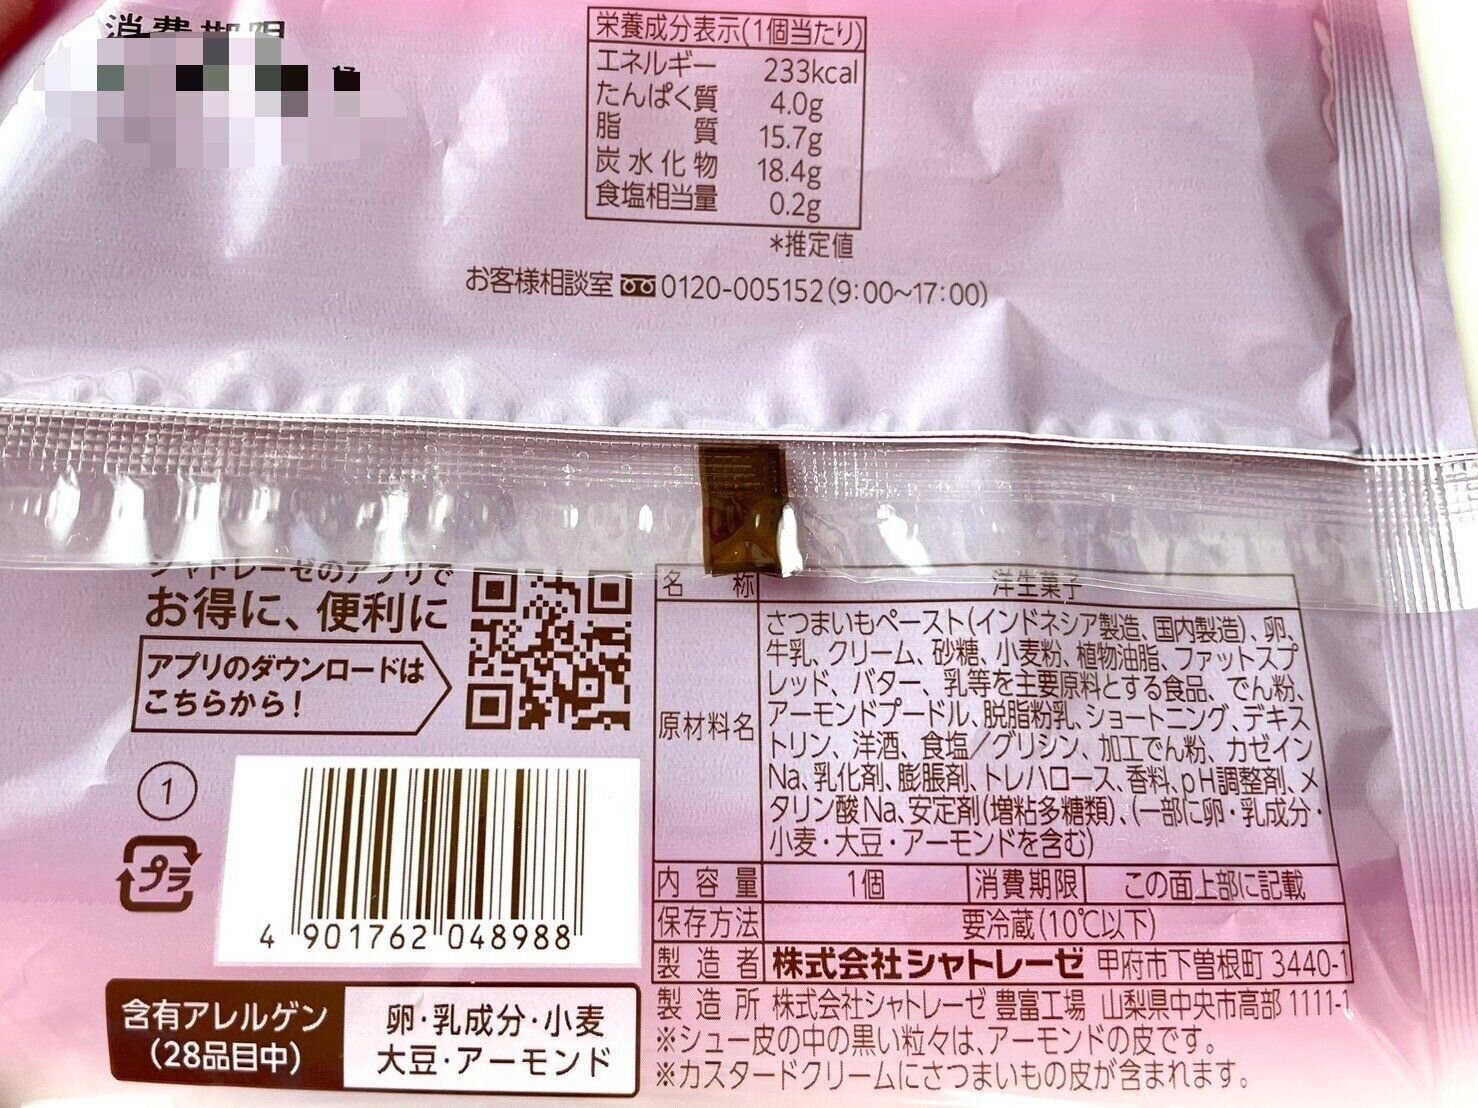 消費期限
栄養成分表示(1個当たり)
エネルギー 233kcal
たんぱく質 4.0g
脂質 15.7g
炭水化物 18.4g
食塩相当量 0.2g
*推定値
お客様相談室 0120-005152(9:00~17:00)
シャトレーゼのアプリで
お得に、便利に
アプリのダウンロードは
こちらから!
1
プラ
4 901762 048988
含有アレルゲン
(28品目中)
卵・乳成分・小麦
大豆・アーモンド
名称 洋生菓子
原材料名
さつまいもペースト(インドネシア製造、国内製造)、卵、
牛乳、クリーム、砂糖、小麦粉、植物油脂、ファットスプ
レッド、バター、乳等を主要原料とする食品、でん粉、
アーモンドプードル、脱脂粉乳、ショートニング、デキス
トリン、洋酒、食塩/グリシン、加工でん粉、カゼイン
Na、乳化剤、膨脹剤、トレハロース、香料、pH調整剤、メ
タリン酸Na、安定剤(増粘多糖類)、(一部に卵・乳成分・
小麦・大豆・アーモンドを含む)
内容量 1個 消費期限 この面上部に記載
保存方法 要冷蔵(10℃以下)
製造者 株式会社シャトレーゼ 甲府市下曽根町 3440-1
製造所 株式会社シャトレーゼ 豊富工場 山梨県中央市高部 1111-1
※シュー皮の中の黒い粒々は、アーモンドの皮です。
※カスタードクリームにさつまいもの皮が含まれます。